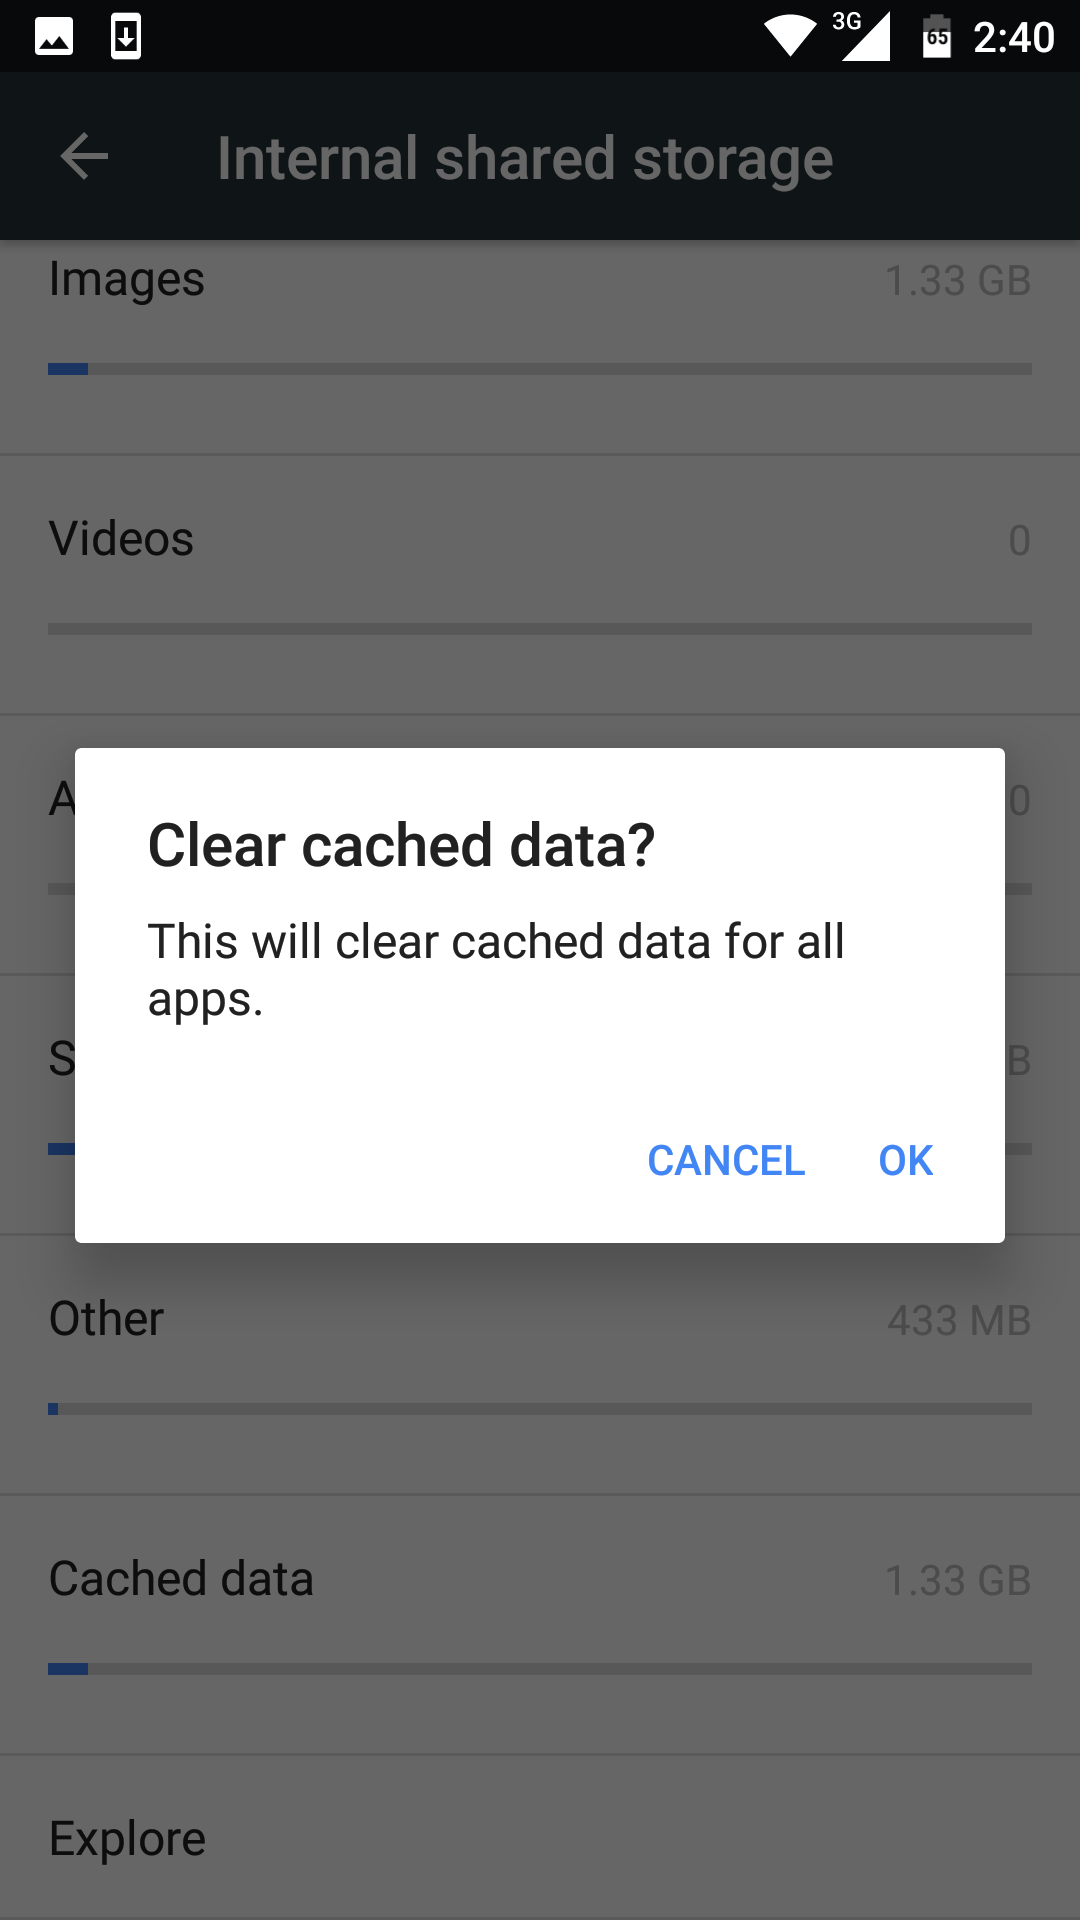 3G 65 2:40
Internal shared storage
Images 1.33 GB
Videos 0
A 0
Clear cached data?
This will clear cached data for all
apps.
S B
CANCEL OK
Other 433 MB
Cached data 1.33 GB
Explore